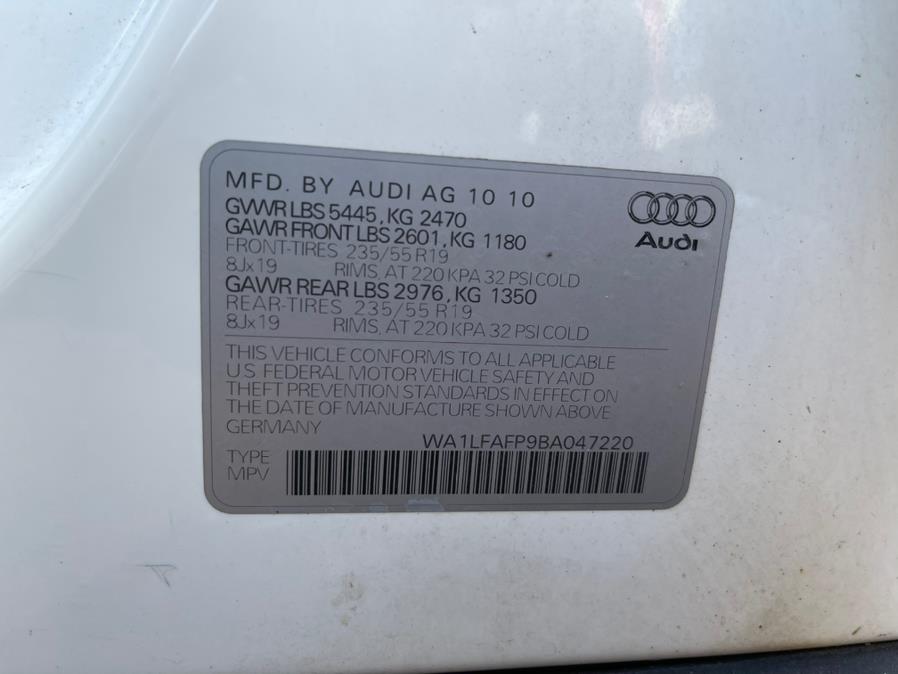 MFD. BY AUDI AG 10 10
GVWR LBS 5445, KG 2470
GAWR FRONT LBS 2601, KG 1180
FRONT-TIRES 235/55 R19
8Jx19 RIMS, AT 220 KPA 32 PSI COLD
GAWR REAR LBS 2976, KG 1350
REAR-TIRES 235/55 R19
8Jx19 RIMS, AT 220 KPA 32 PSI COLD
Audi
THIS VEHICLE CONFORMS TO ALL APPLICABLE
U.S. FEDERAL MOTOR VEHICLE SAFETY AND
THEFT PREVENTION STANDARDS IN EFFECT ON
THE DATE OF MANUFACTURE SHOWN ABOVE
GERMANY
WA1LFAFP9BA047220
TYPE
MPV